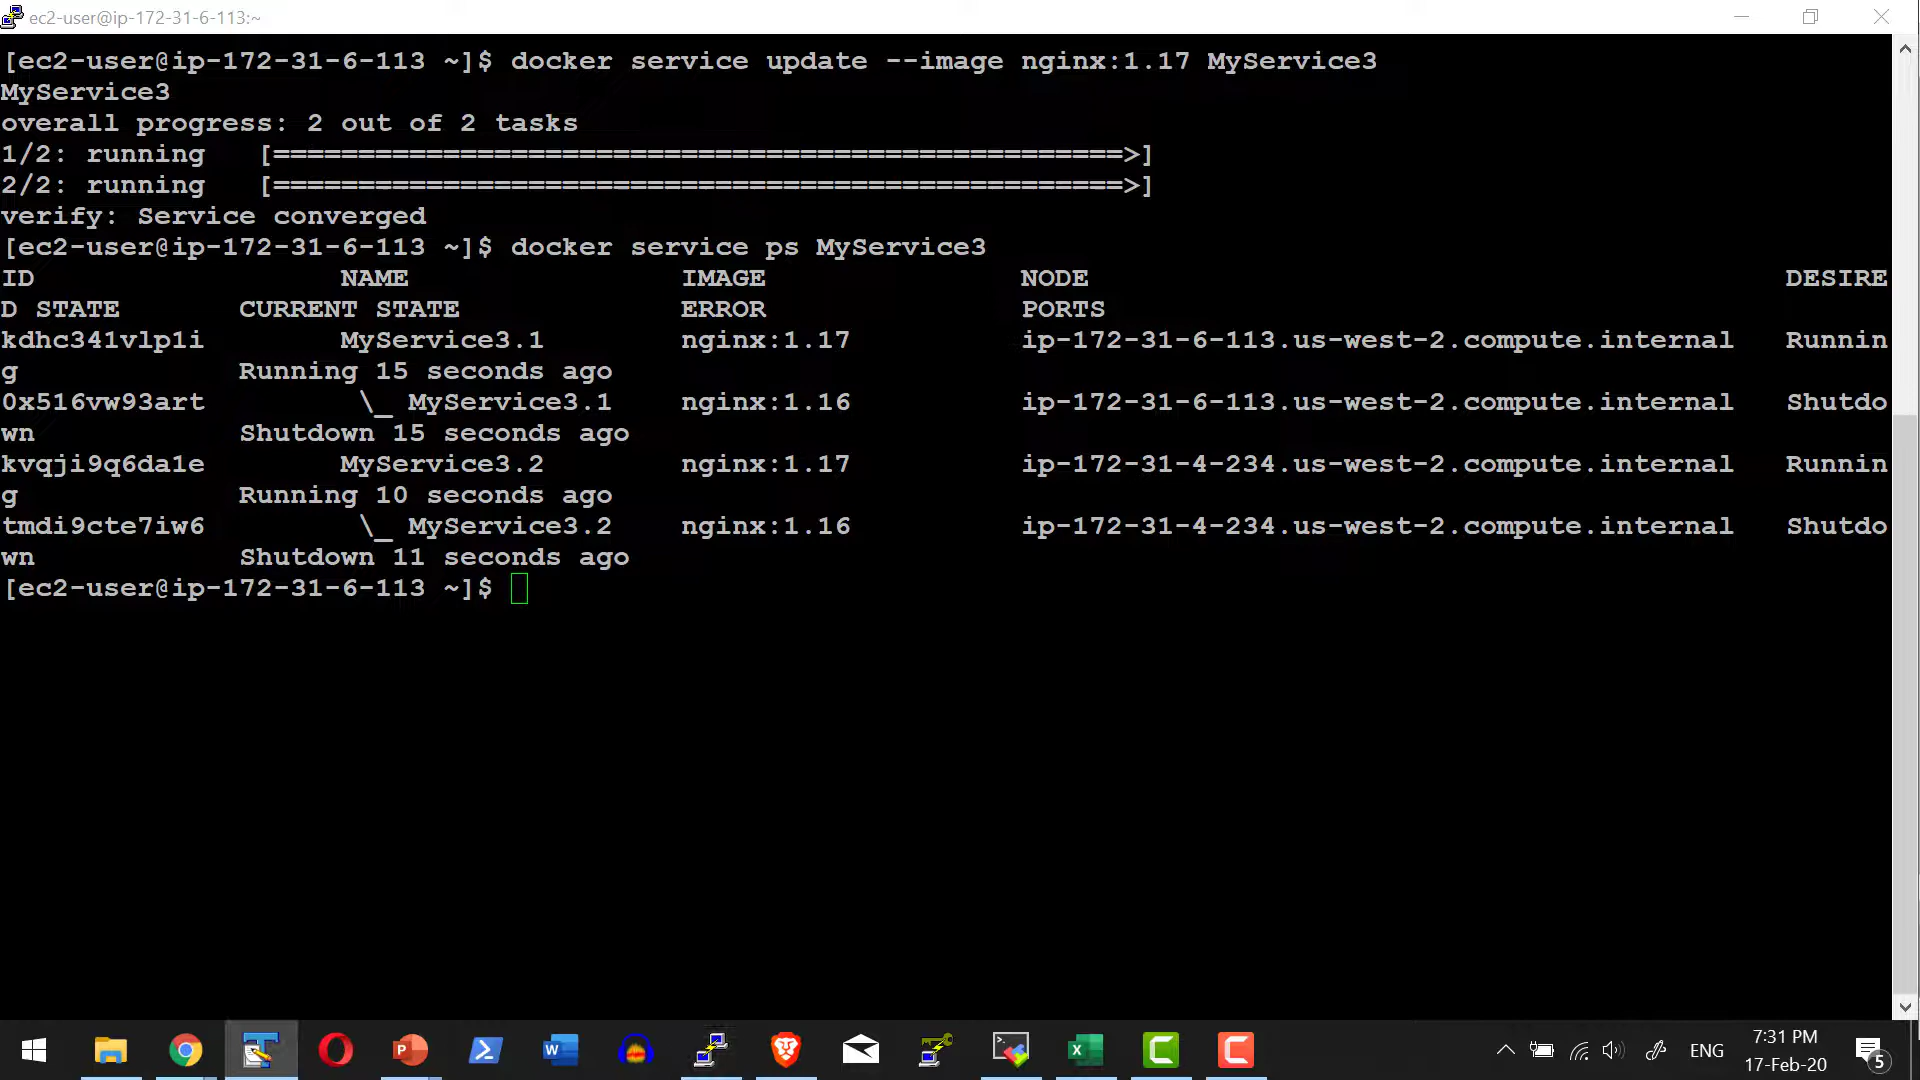 ec2-user@ip-172-31-6-113:~
[ec2-user@ip-172-31-6-113 ~]$ docker service update --image nginx:1.17 MyService3
MyService3
overall progress: 2 out of 2 tasks
1/2: running   [==================================================>]
2/2: running   [==================================================>]
verify: Service converged
[ec2-user@ip-172-31-6-113 ~]$ docker service ps MyService3
ID                  NAME                IMAGE               NODE                                         DESIRE
D STATE       CURRENT STATE             ERROR               PORTS
kdhc341vlp1i        MyService3.1        nginx:1.17          ip-172-31-6-113.us-west-2.compute.internal   Runnin
g             Running 15 seconds ago
0x516vw93art         \_ MyService3.1    nginx:1.16          ip-172-31-6-113.us-west-2.compute.internal   Shutdo
wn            Shutdown 15 seconds ago
kvqji9q6da1e        MyService3.2        nginx:1.17          ip-172-31-4-234.us-west-2.compute.internal   Runnin
g             Running 10 seconds ago
tmdi9cte7iw6         \_ MyService3.2    nginx:1.16          ip-172-31-4-234.us-west-2.compute.internal   Shutdo
wn            Shutdown 11 seconds ago
[ec2-user@ip-172-31-6-113 ~]$
ENG
7:31 PM
17-Feb-20
5